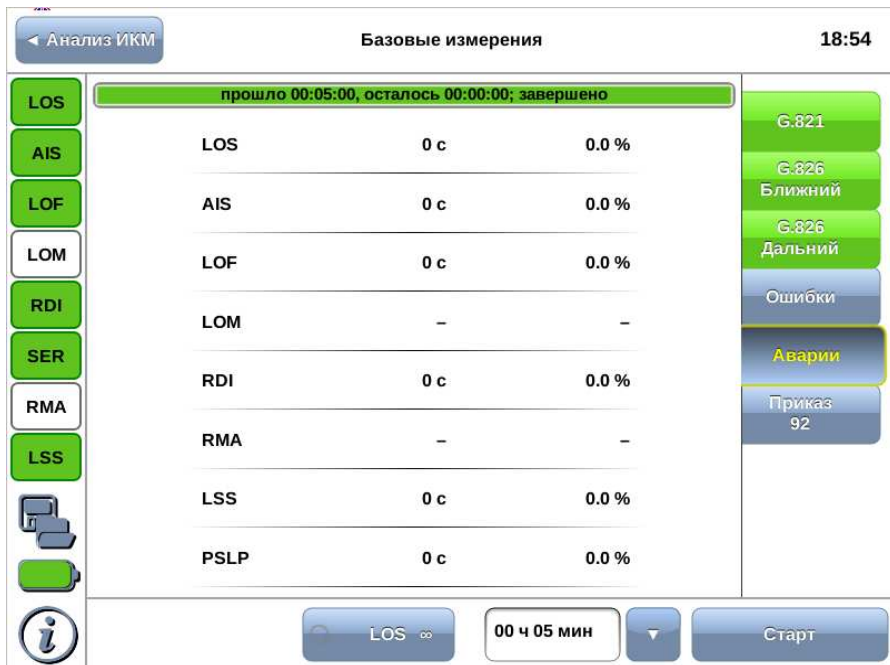 ◄ Анализ ИКМ
Базовые измерения
18:54
LOS
AIS
LOF
LOM
RDI
SER
RMA
LSS
прошло 00:05:00, осталось 00:00:00; завершено
LOS 0 с 0.0 %
AIS 0 с 0.0 %
LOF 0 с 0.0 %
LOM – –
RDI 0 с 0.0 %
RMA – –
LSS 0 с 0.0 %
PSLP 0 с 0.0 %
G.821
G.826
Ближний
G.826
Дальний
Ошибки
Аварии
Приказ
92
i
LOS ∞
00 ч 05 мин
▼
Старт